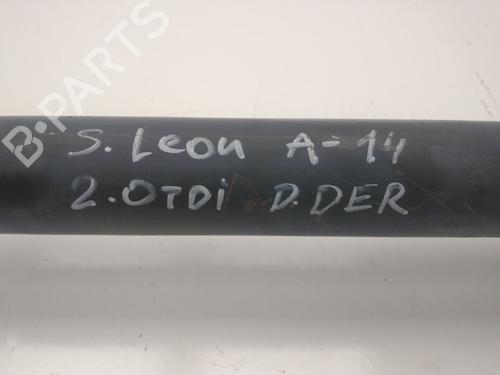 B-PARTS
S. Leon A-14
2.0TDi D.DER